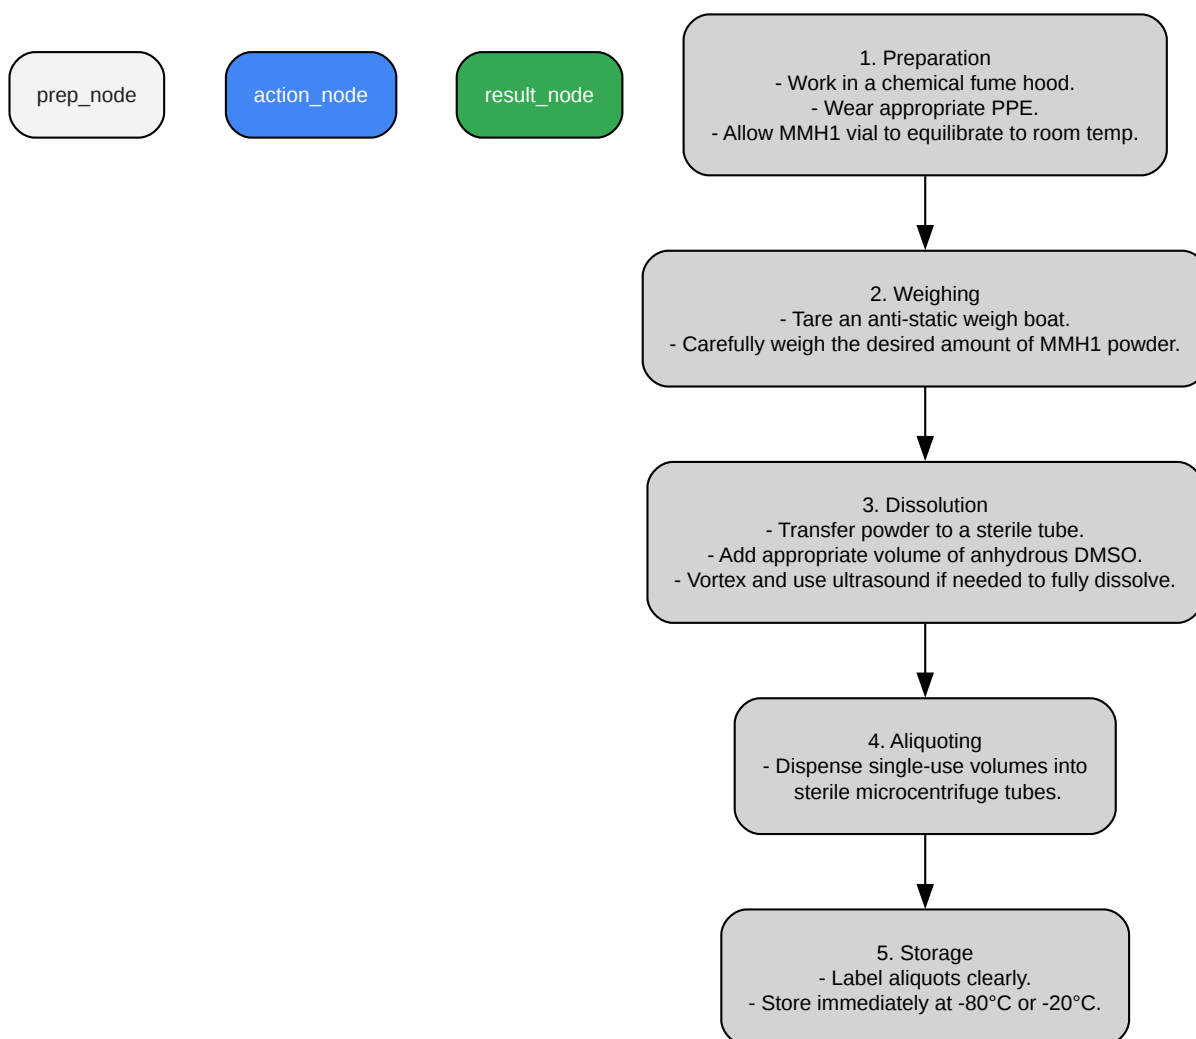 prep_node
action_node
result_node
1. Preparation
- Work in a chemical fume hood.
- Wear appropriate PPE.
- Allow MMH1 vial to equilibrate to room temp.
2. Weighing
- Tare an anti-static weigh boat.
- Carefully weigh the desired amount of MMH1 powder.
3. Dissolution
- Transfer powder to a sterile tube.
- Add appropriate volume of anhydrous DMSO.
- Vortex and use ultrasound if needed to fully dissolve.
4. Aliquoting
- Dispense single-use volumes into
sterile microcentrifuge tubes.
5. Storage
- Label aliquots clearly.
- Store immediately at -80°C or -20°C.